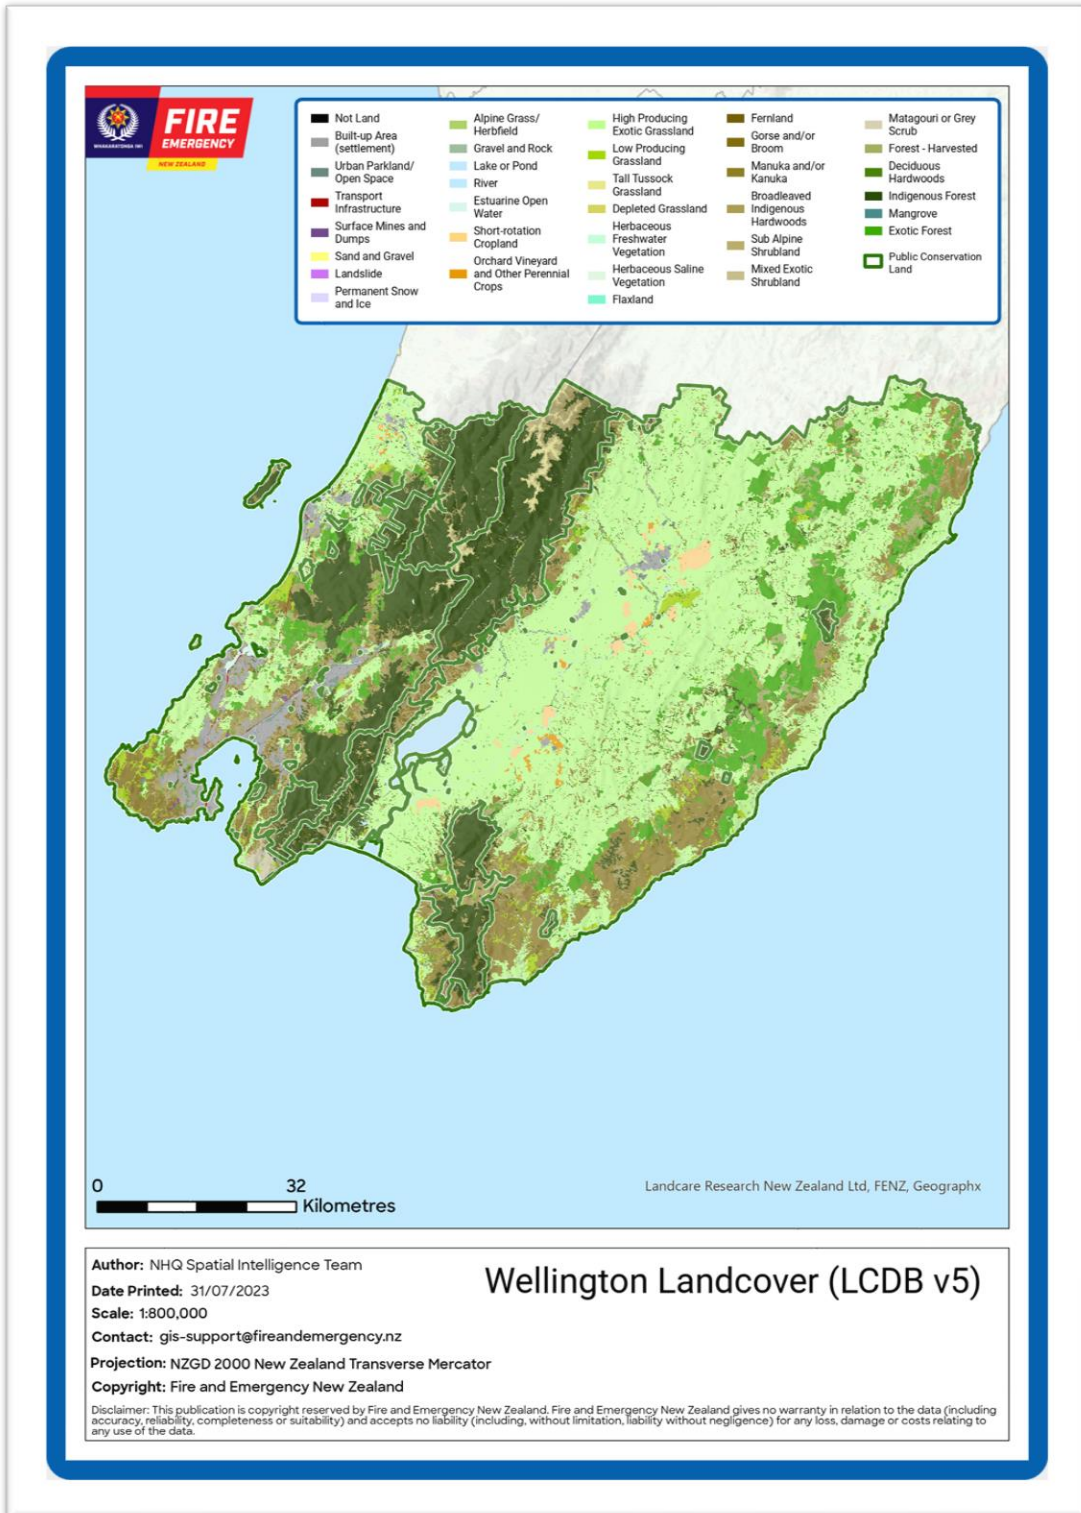 FIRE
EMERGENCY
WHAKARATONGA IWI
NEW ZEALAND
Not Land
Built-up Area
(settlement)
Urban Parkland/
Open Space
Transport
Infrastructure
Surface Mines and
Dumps
Sand and Gravel
Landslide
Permanent Snow
and Ice
Alpine Grass/
Herbfield
Gravel and Rock
Lake or Pond
River
Estuarine Open
Water
Short-rotation
Cropland
Orchard Vineyard
and Other Perennial
Crops
High Producing
Exotic Grassland
Low Producing
Grassland
Tall Tussock
Grassland
Depleted Grassland
Herbaceous
Freshwater
Vegetation
Herbaceous Saline
Vegetation
Flaxland
Fernland
Gorse and/or
Broom
Manuka and/or
Kanuka
Broadleaved
Indigenous
Hardwoods
Sub Alpine
Shrubland
Mixed Exotic
Shrubland
Matagouri or Grey
Scrub
Forest - Harvested
Deciduous
Hardwoods
Indigenous Forest
Mangrove
Exotic Forest
Public Conservation
Land
0 32
Kilometres
Landcare Research New Zealand Ltd, FENZ, Geographx
Wellington Landcover (LCDB v5)
Author: NHQ Spatial Intelligence Team
Date Printed: 31/07/2023
Scale: 1:800,000
Contact: gis-support@fireandemergency.nz
Projection: NZGD 2000 New Zealand Transverse Mercator
Copyright: Fire and Emergency New Zealand
Disclaimer: This publication is copyright reserved by Fire and Emergency New Zealand. Fire and Emergency New Zealand gives no warranty in relation to the data (including
accuracy, reliability, completeness or suitability) and accepts no liability (including, without limitation, liability without negligence) for any loss, damage or costs relating to
any use of the data.